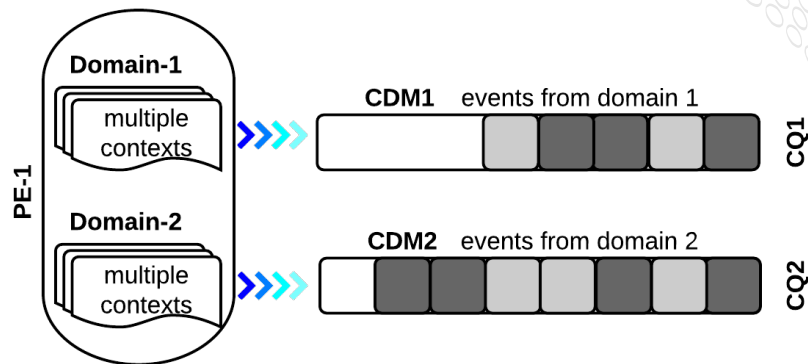 PE-1
Domain-1
multiple
contexts
CDM1 events from domain 1
CQ1
Domain-2
multiple
contexts
CDM2 events from domain 2
CQ2